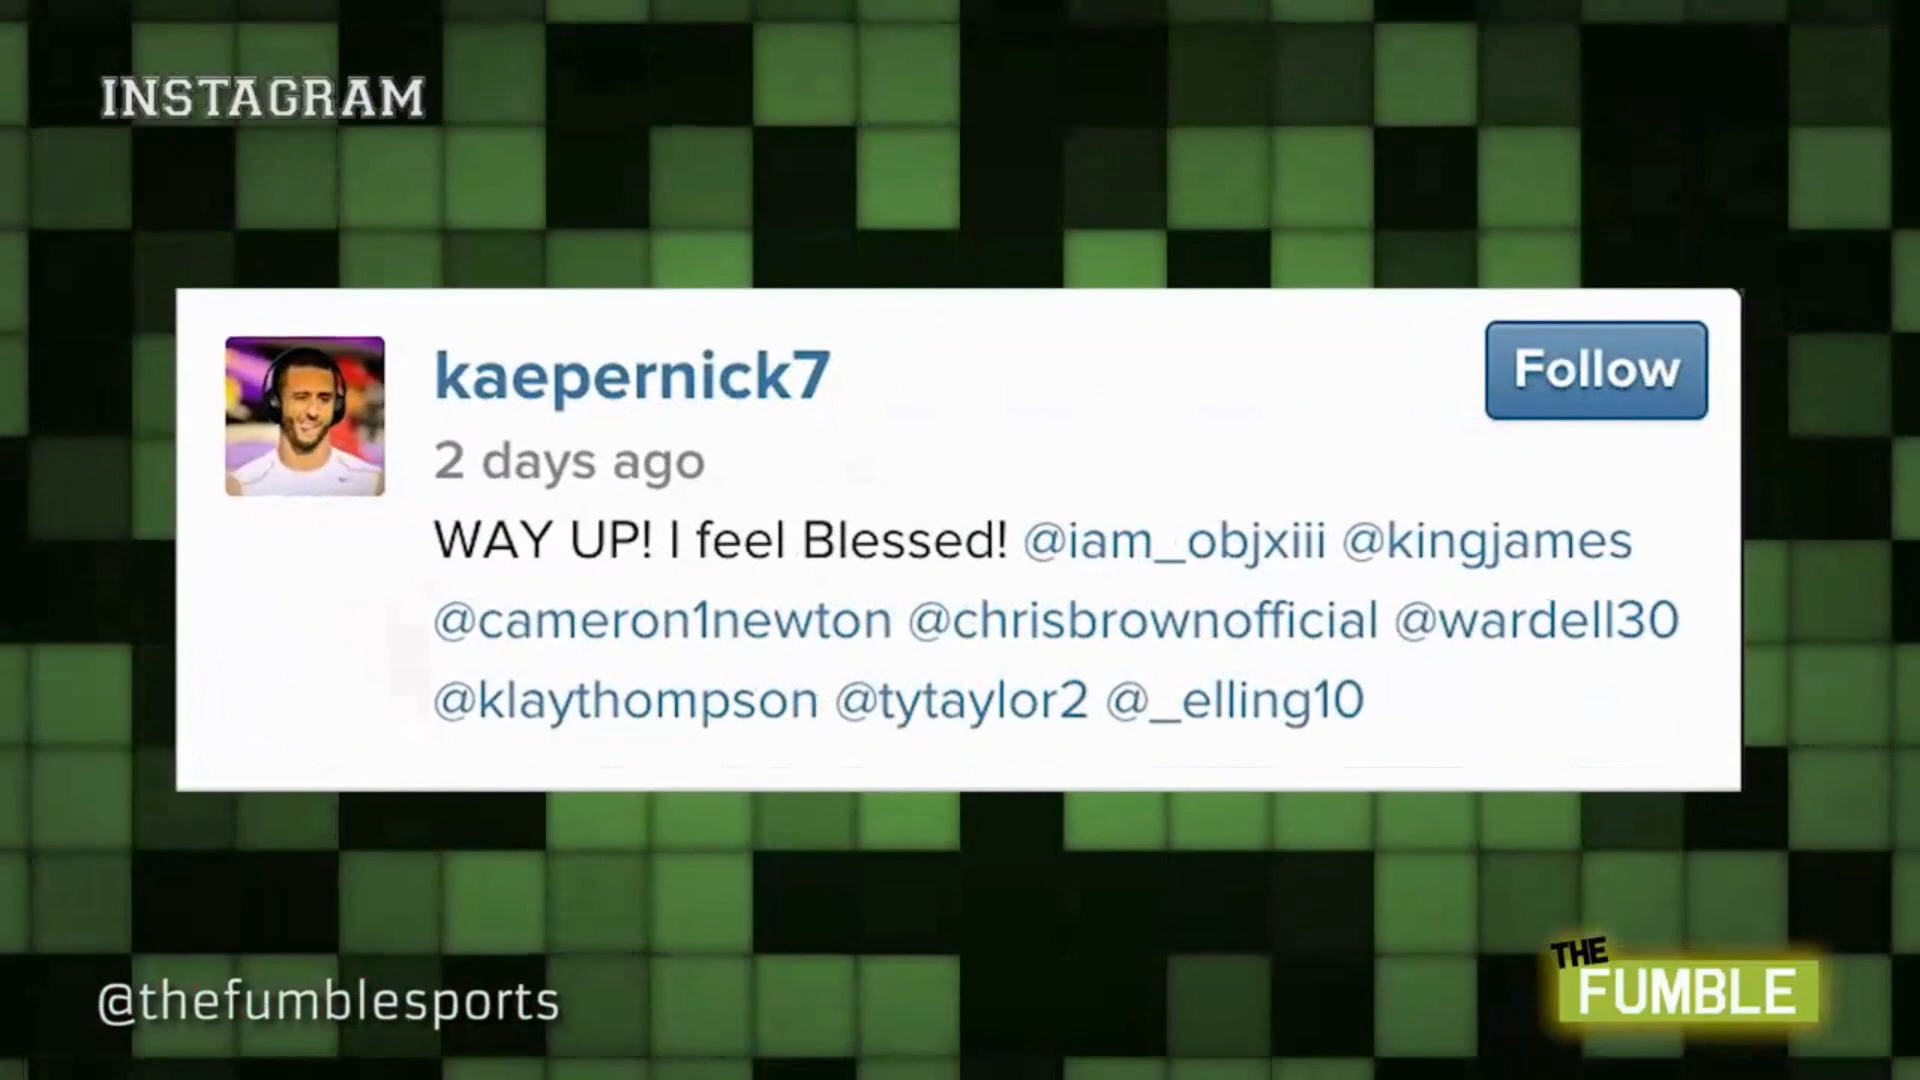 INSTAGRAM
kaepernick7
Follow
2 days ago
WAY UP! I feel Blessed! @iam_objxiii @kingjames
@cameron1newton @chrisbrownofficial @wardell30
@klaythompson @tytaylor2 @_elling10
@thefumblesports
THE
FUMBLE